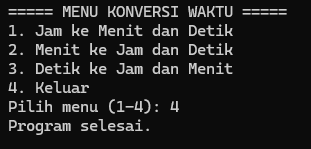 ===== MENU KONVERSI WAKTU =====
1. Jam ke Menit dan Detik
2. Menit ke Jam dan Detik
3. Detik ke Jam dan Menit
4. Keluar
Pilih menu (1-4): 4
Program selesai.